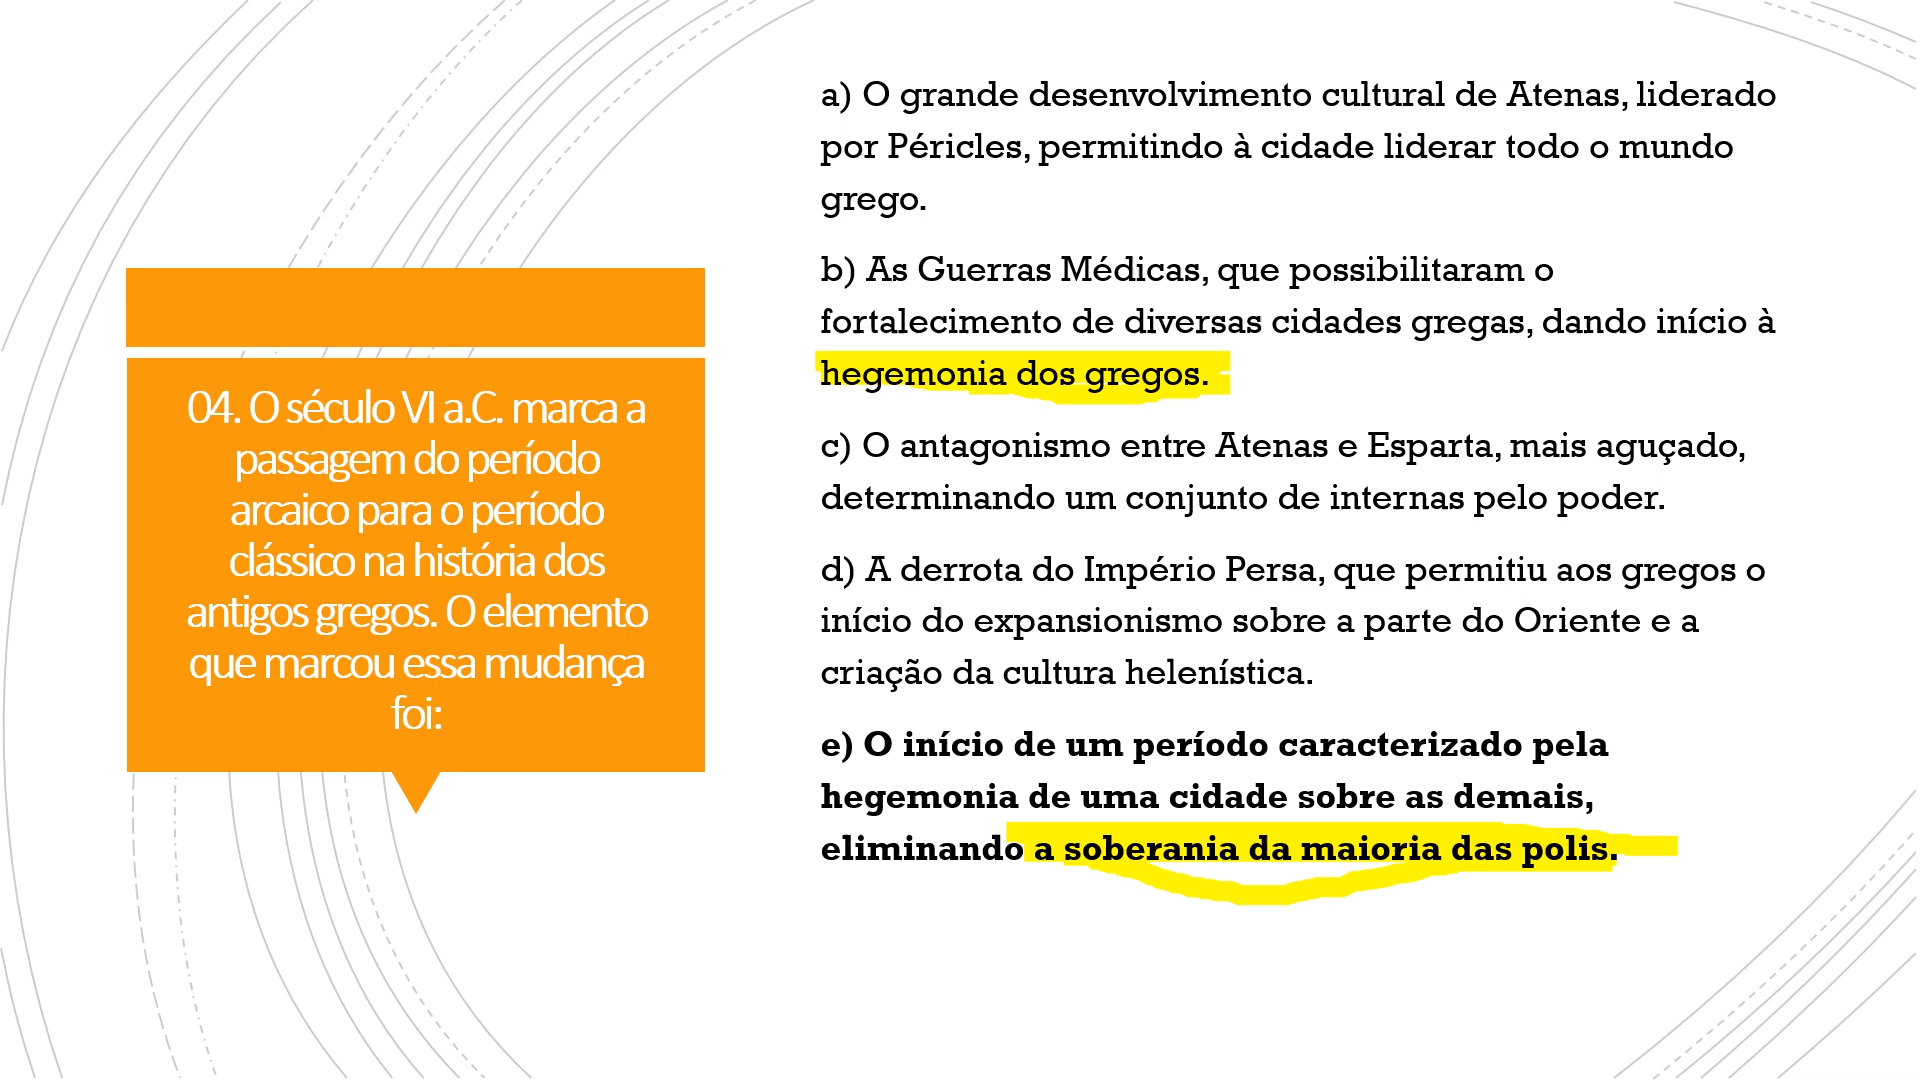 04. O século VI a.C. marca a
passagem do período
arcaico para o período
clássico na história dos
antigos gregos. O elemento
que marcou essa mudança
foi:
a) O grande desenvolvimento cultural de Atenas, liderado
por Péricles, permitindo à cidade liderar todo o mundo
grego.
b) As Guerras Médicas, que possibilitaram o
fortalecimento de diversas cidades gregas, dando início à
hegemonia dos gregos.
c) O antagonismo entre Atenas e Esparta, mais aguçado,
determinando um conjunto de internas pelo poder.
d) A derrota do Império Persa, que permitiu aos gregos o
início do expansionismo sobre a parte do Oriente e a
criação da cultura helenística.
e) O início de um período caracterizado pela
hegemonia de uma cidade sobre as demais,
eliminando a soberania da maioria das polis.